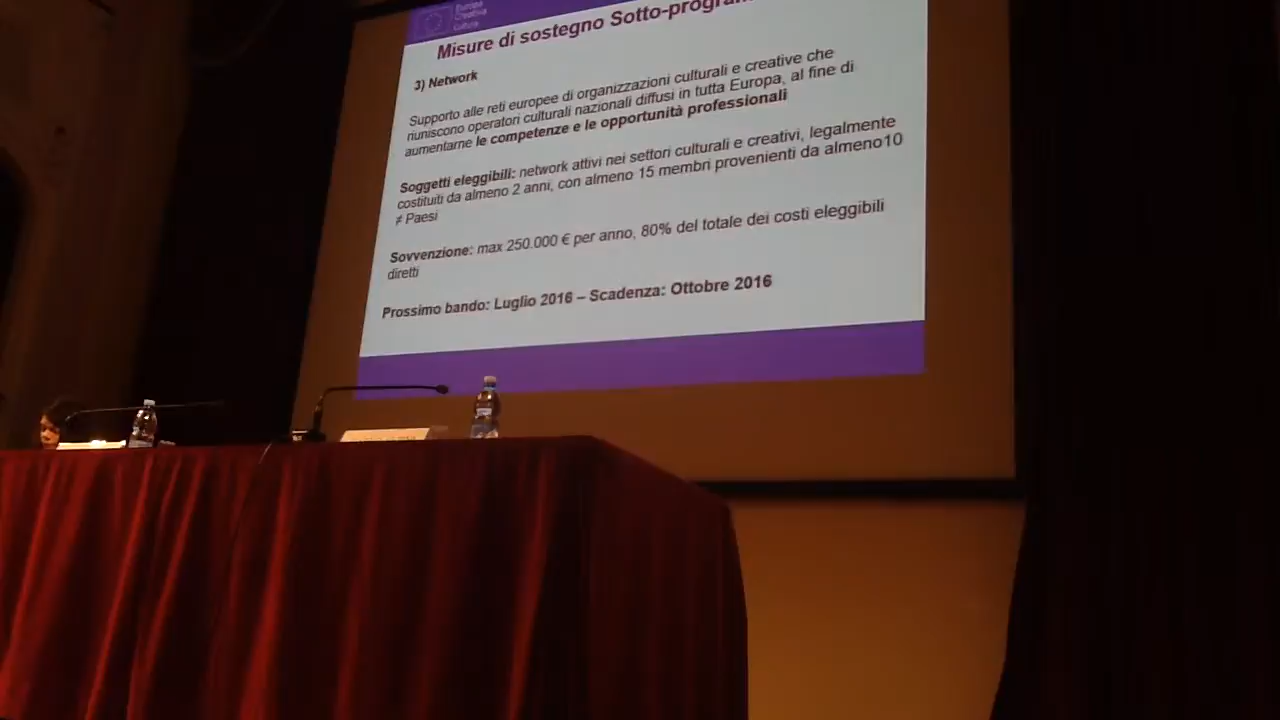 Europa
Creativa
Cultura
Misure di sostegno Sotto-program
3) Network
Supporto alle reti europee di organizzazioni culturali e creative che
riuniscono operatori culturali nazionali diffusi in tutta Europa, al fine di
aumentarne le competenze e le opportunità professionali
Soggetti eleggibili: network attivi nei settori culturali e creativi, legalmente
costituiti da almeno 2 anni, con almeno 15 membri provenienti da almeno10
≠ Paesi
Sovvenzione: max 250.000 € per anno, 80% del totale dei costi eleggibili
diretti
Prossimo bando: Luglio 2016 – Scadenza: Ottobre 2016